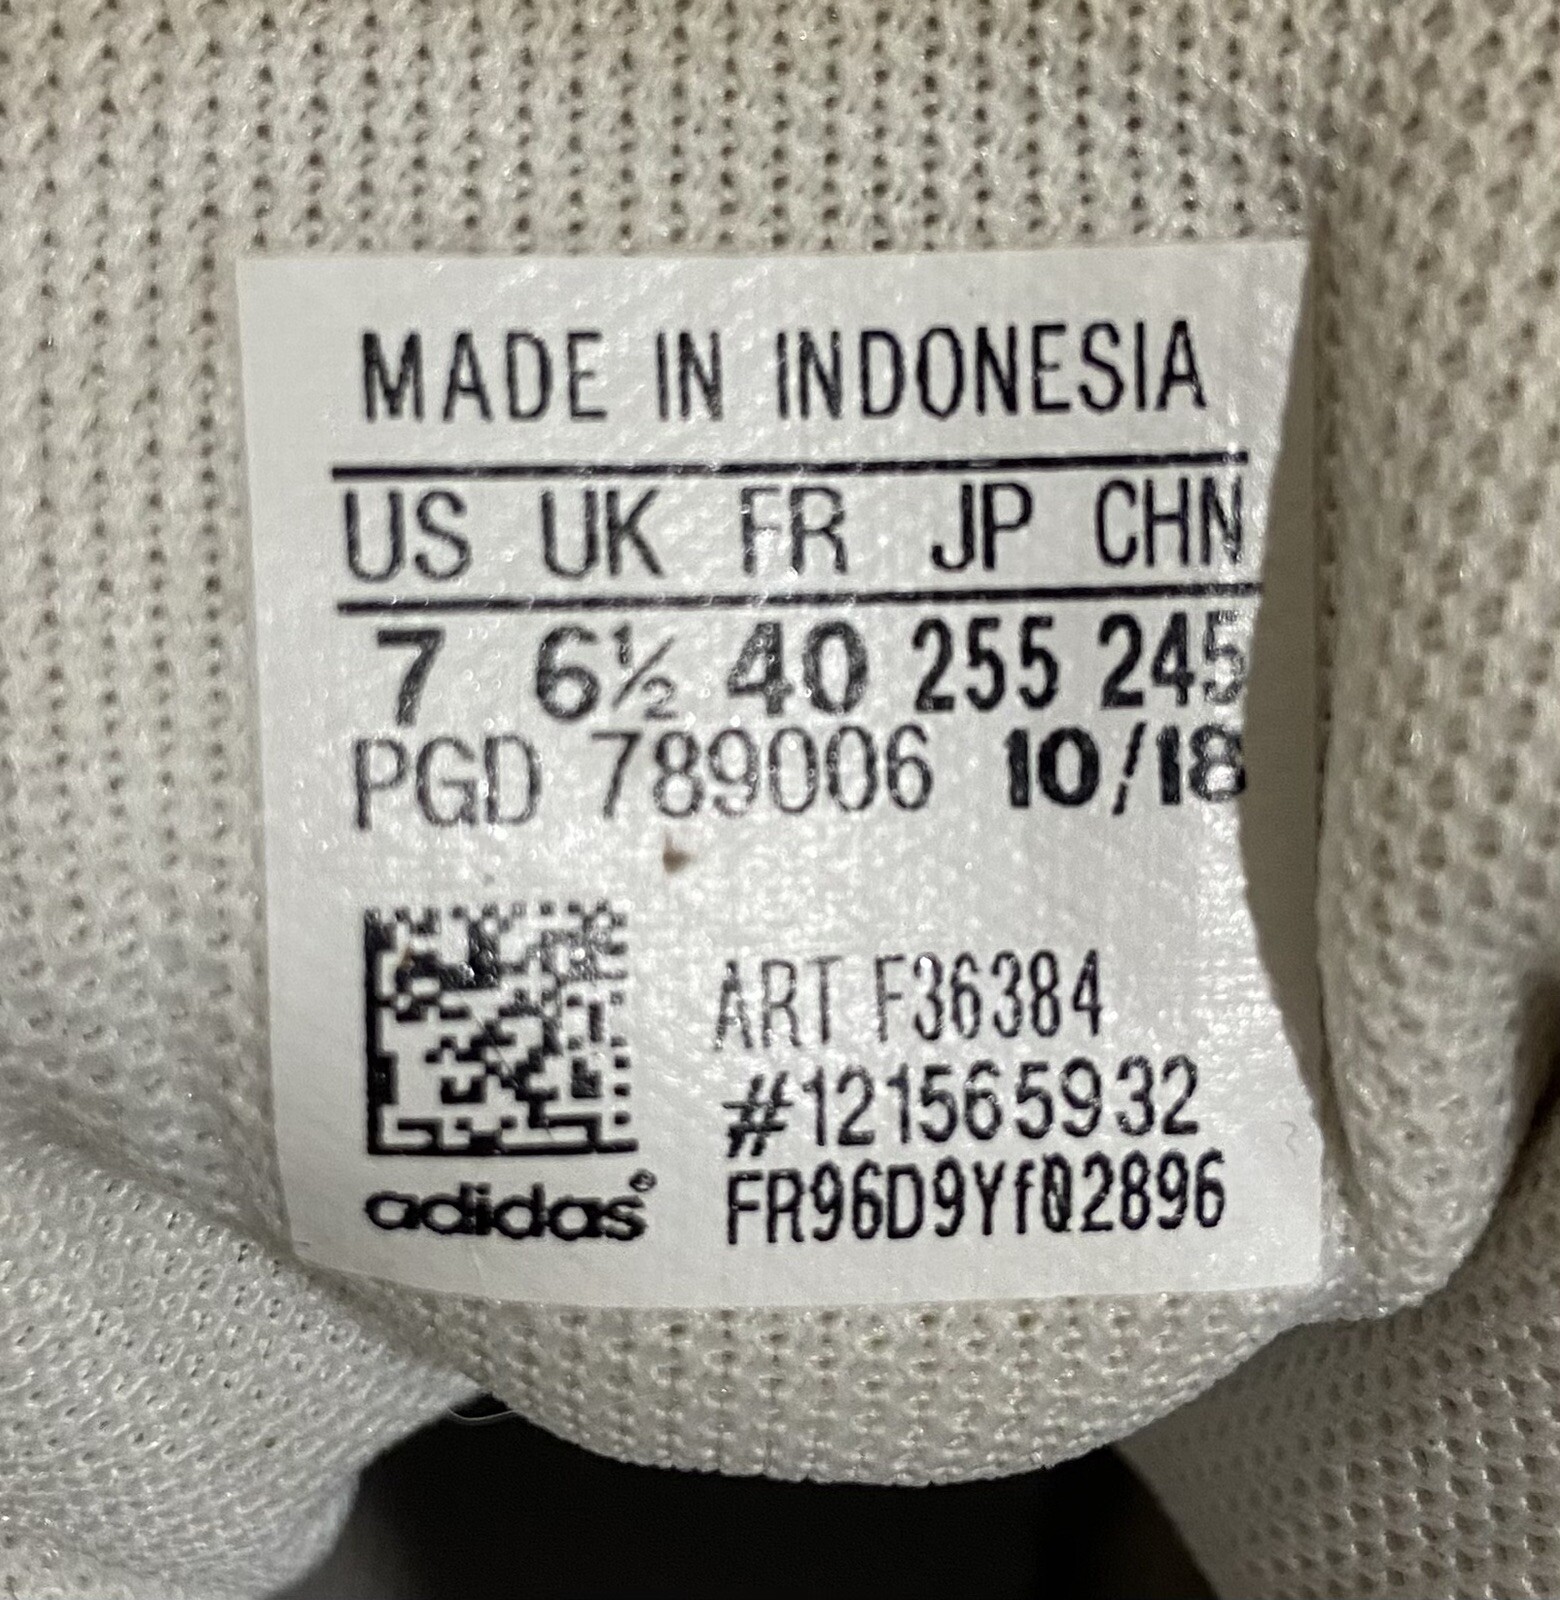 MADE IN INDONESIA
US UK FR JP CHN
7 6½ 40 255 245
PGD 789006 10/18
ART F36384
#121565932
adidas® FR96D9Yf02896